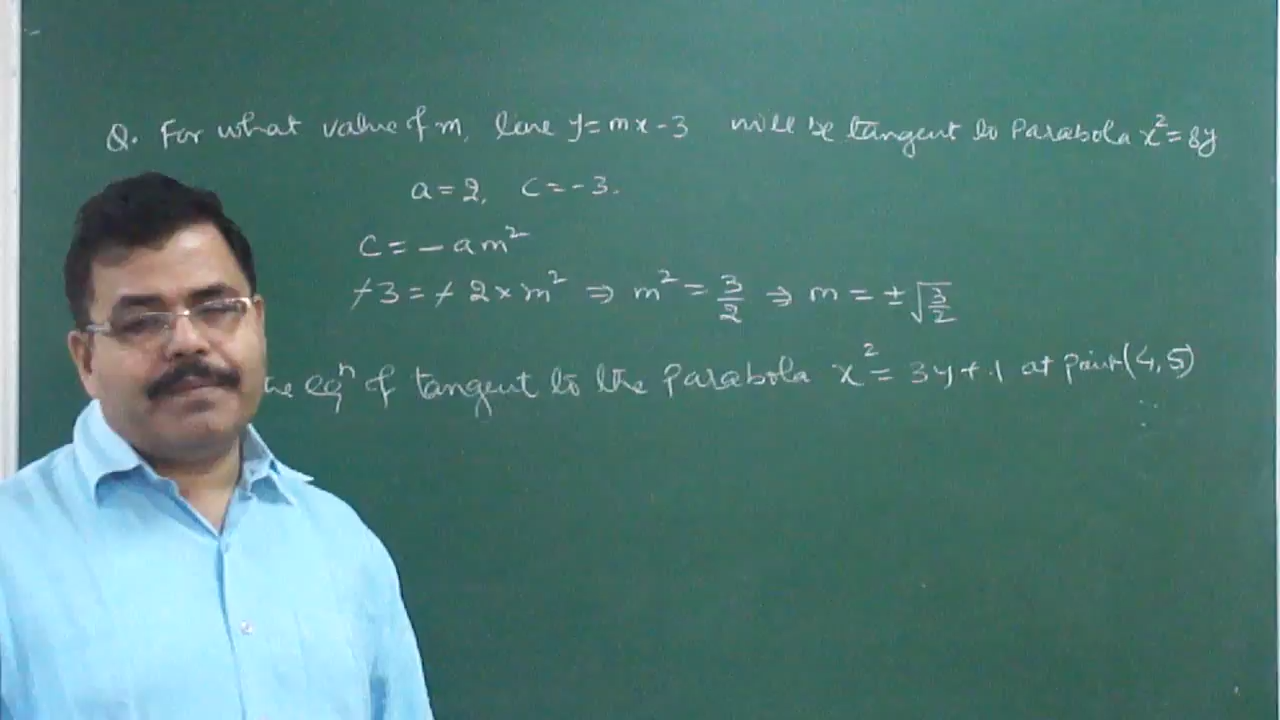 Q. For what value of m, line y = mx - 3 will be tangent to Parabola x² = 8y
a = 2, c = -3.
c = - am²
-3 = - 2 × m² ⇒ m² = 3/2 ⇒ m = ± √(3/2)
he eqⁿ of tangent to the Parabola x² = 3y + 1 at point (4, 5)